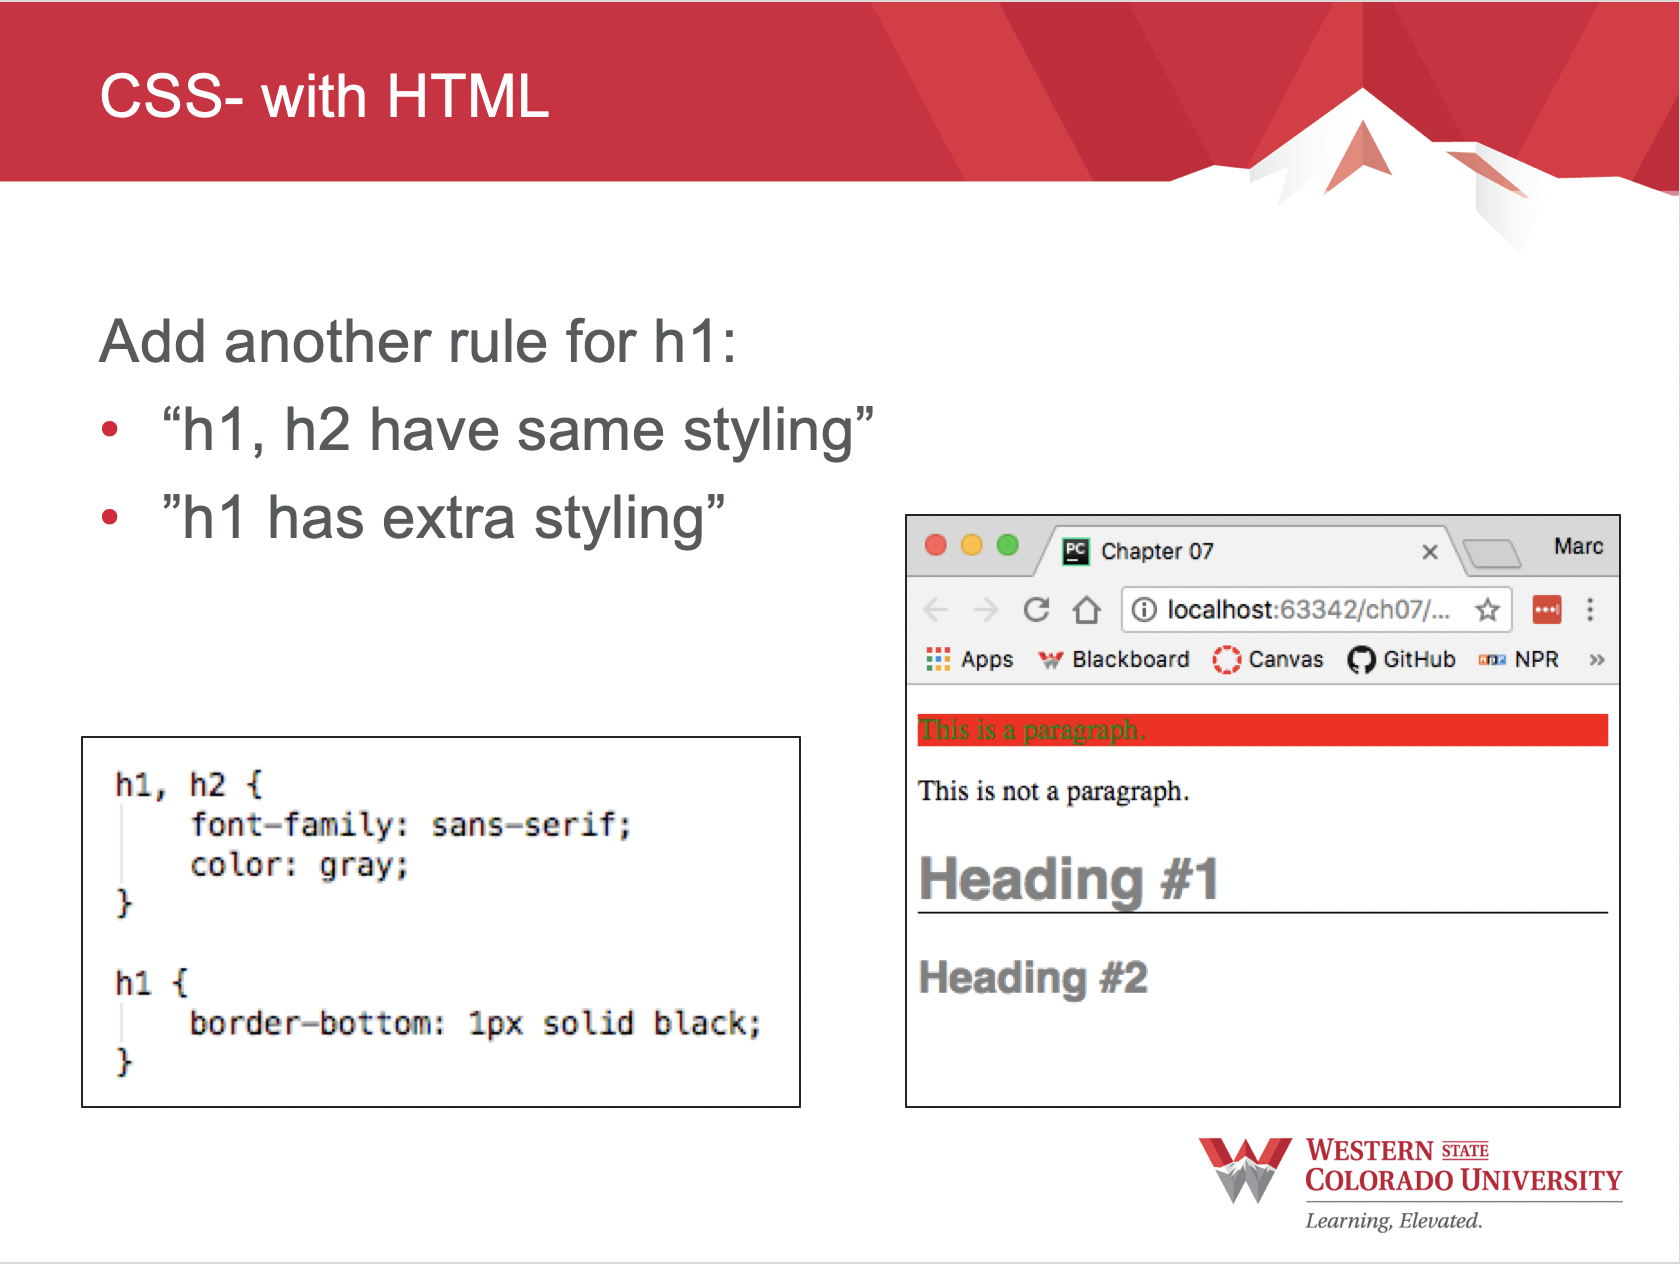 CSS- with HTML
Add another rule for h1:
• “h1, h2 have same styling”
• ”h1 has extra styling”
h1, h2 {
    font-family: sans-serif;
    color: gray;
}
h1 {
    border-bottom: 1px solid black;
}
PC Chapter 07 × Marc
localhost:63342/ch07/...
Apps Blackboard Canvas GitHub npr NPR »
This is a paragraph.
This is not a paragraph.
Heading #1
Heading #2
WESTERN STATE
COLORADO UNIVERSITY
Learning, Elevated.